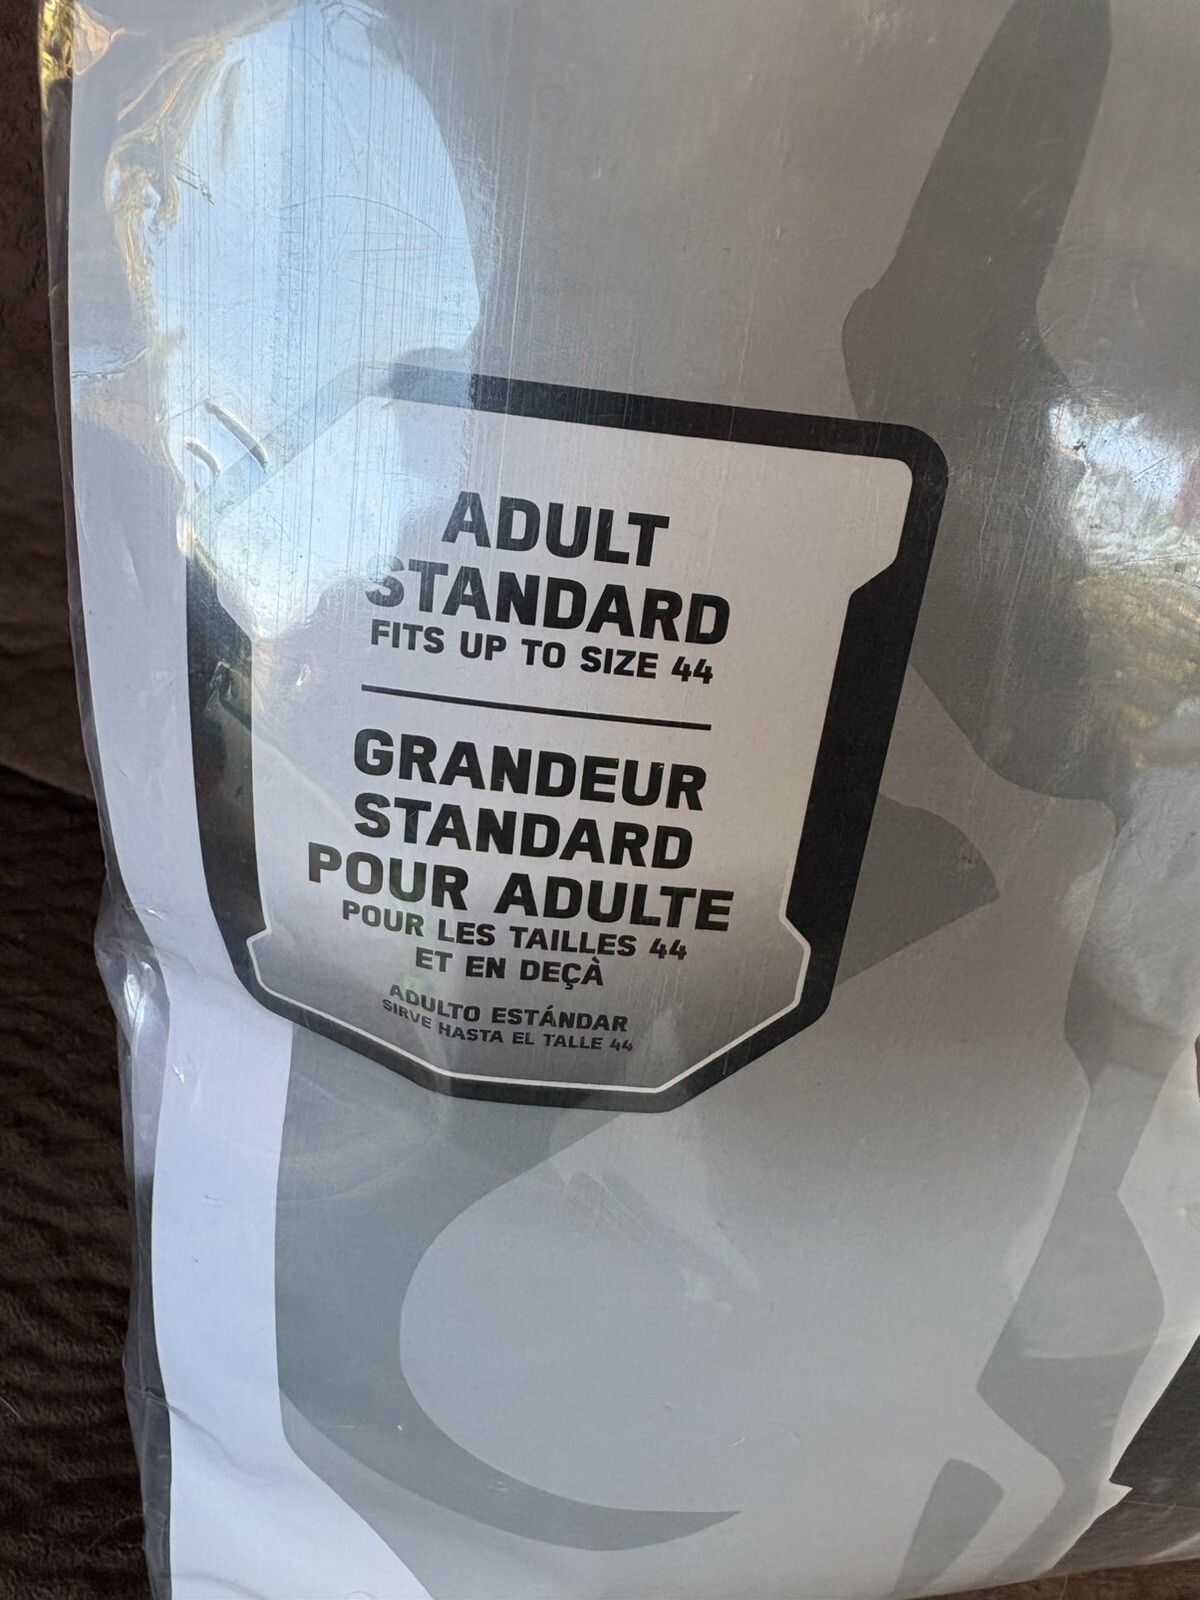 ADULT
STANDARD
FITS UP TO SIZE 44
GRANDEUR
STANDARD
POUR ADULTE
POUR LES TAILLES 44
ET EN DEÇÀ
ADULTO ESTÁNDAR
SIRVE HASTA EL TALLE 44